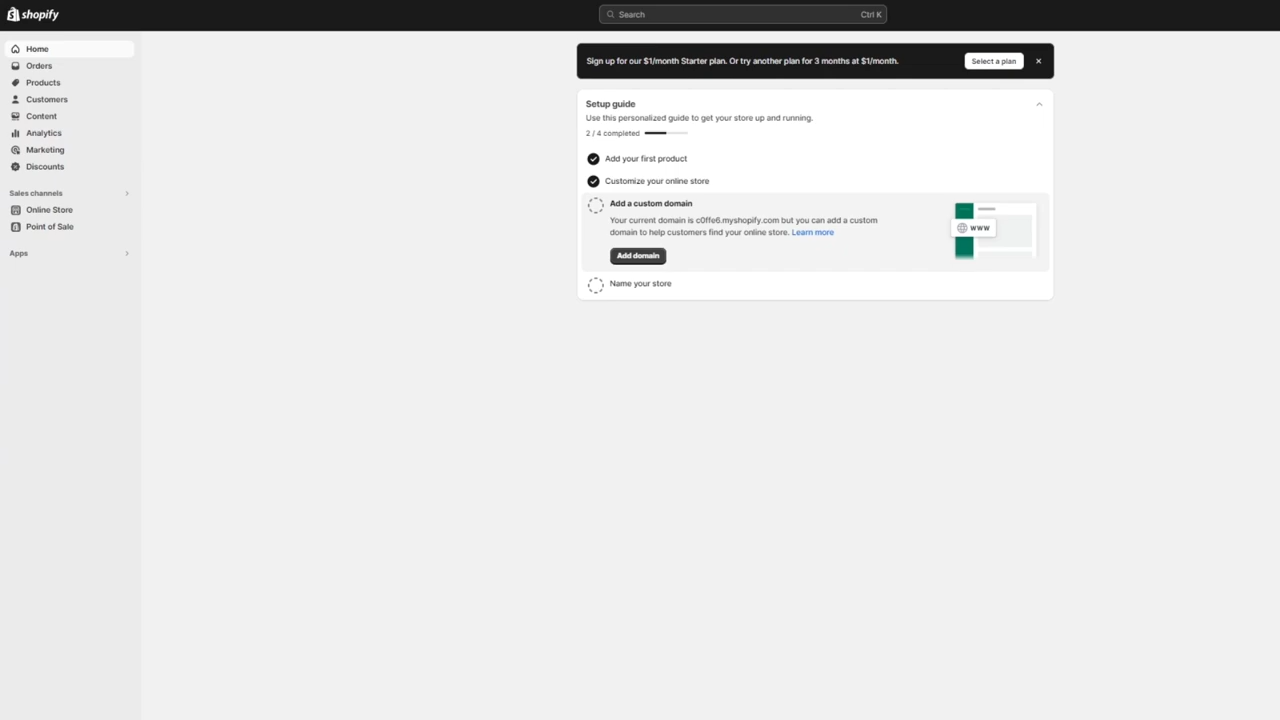 shopify
Search Ctrl K
Home
Orders
Products
Customers
Content
Analytics
Marketing
Discounts
Sales channels
Online Store
Point of Sale
Apps
Sign up for our $1/month Starter plan. Or try another plan for 3 months at $1/month. Select a plan
Setup guide
Use this personalized guide to get your store up and running.
2 / 4 completed
Add your first product
Customize your online store
Add a custom domain
Your current domain is c0ffe6.myshopify.com but you can add a custom
domain to help customers find your online store. Learn more
www
Add domain
Name your store